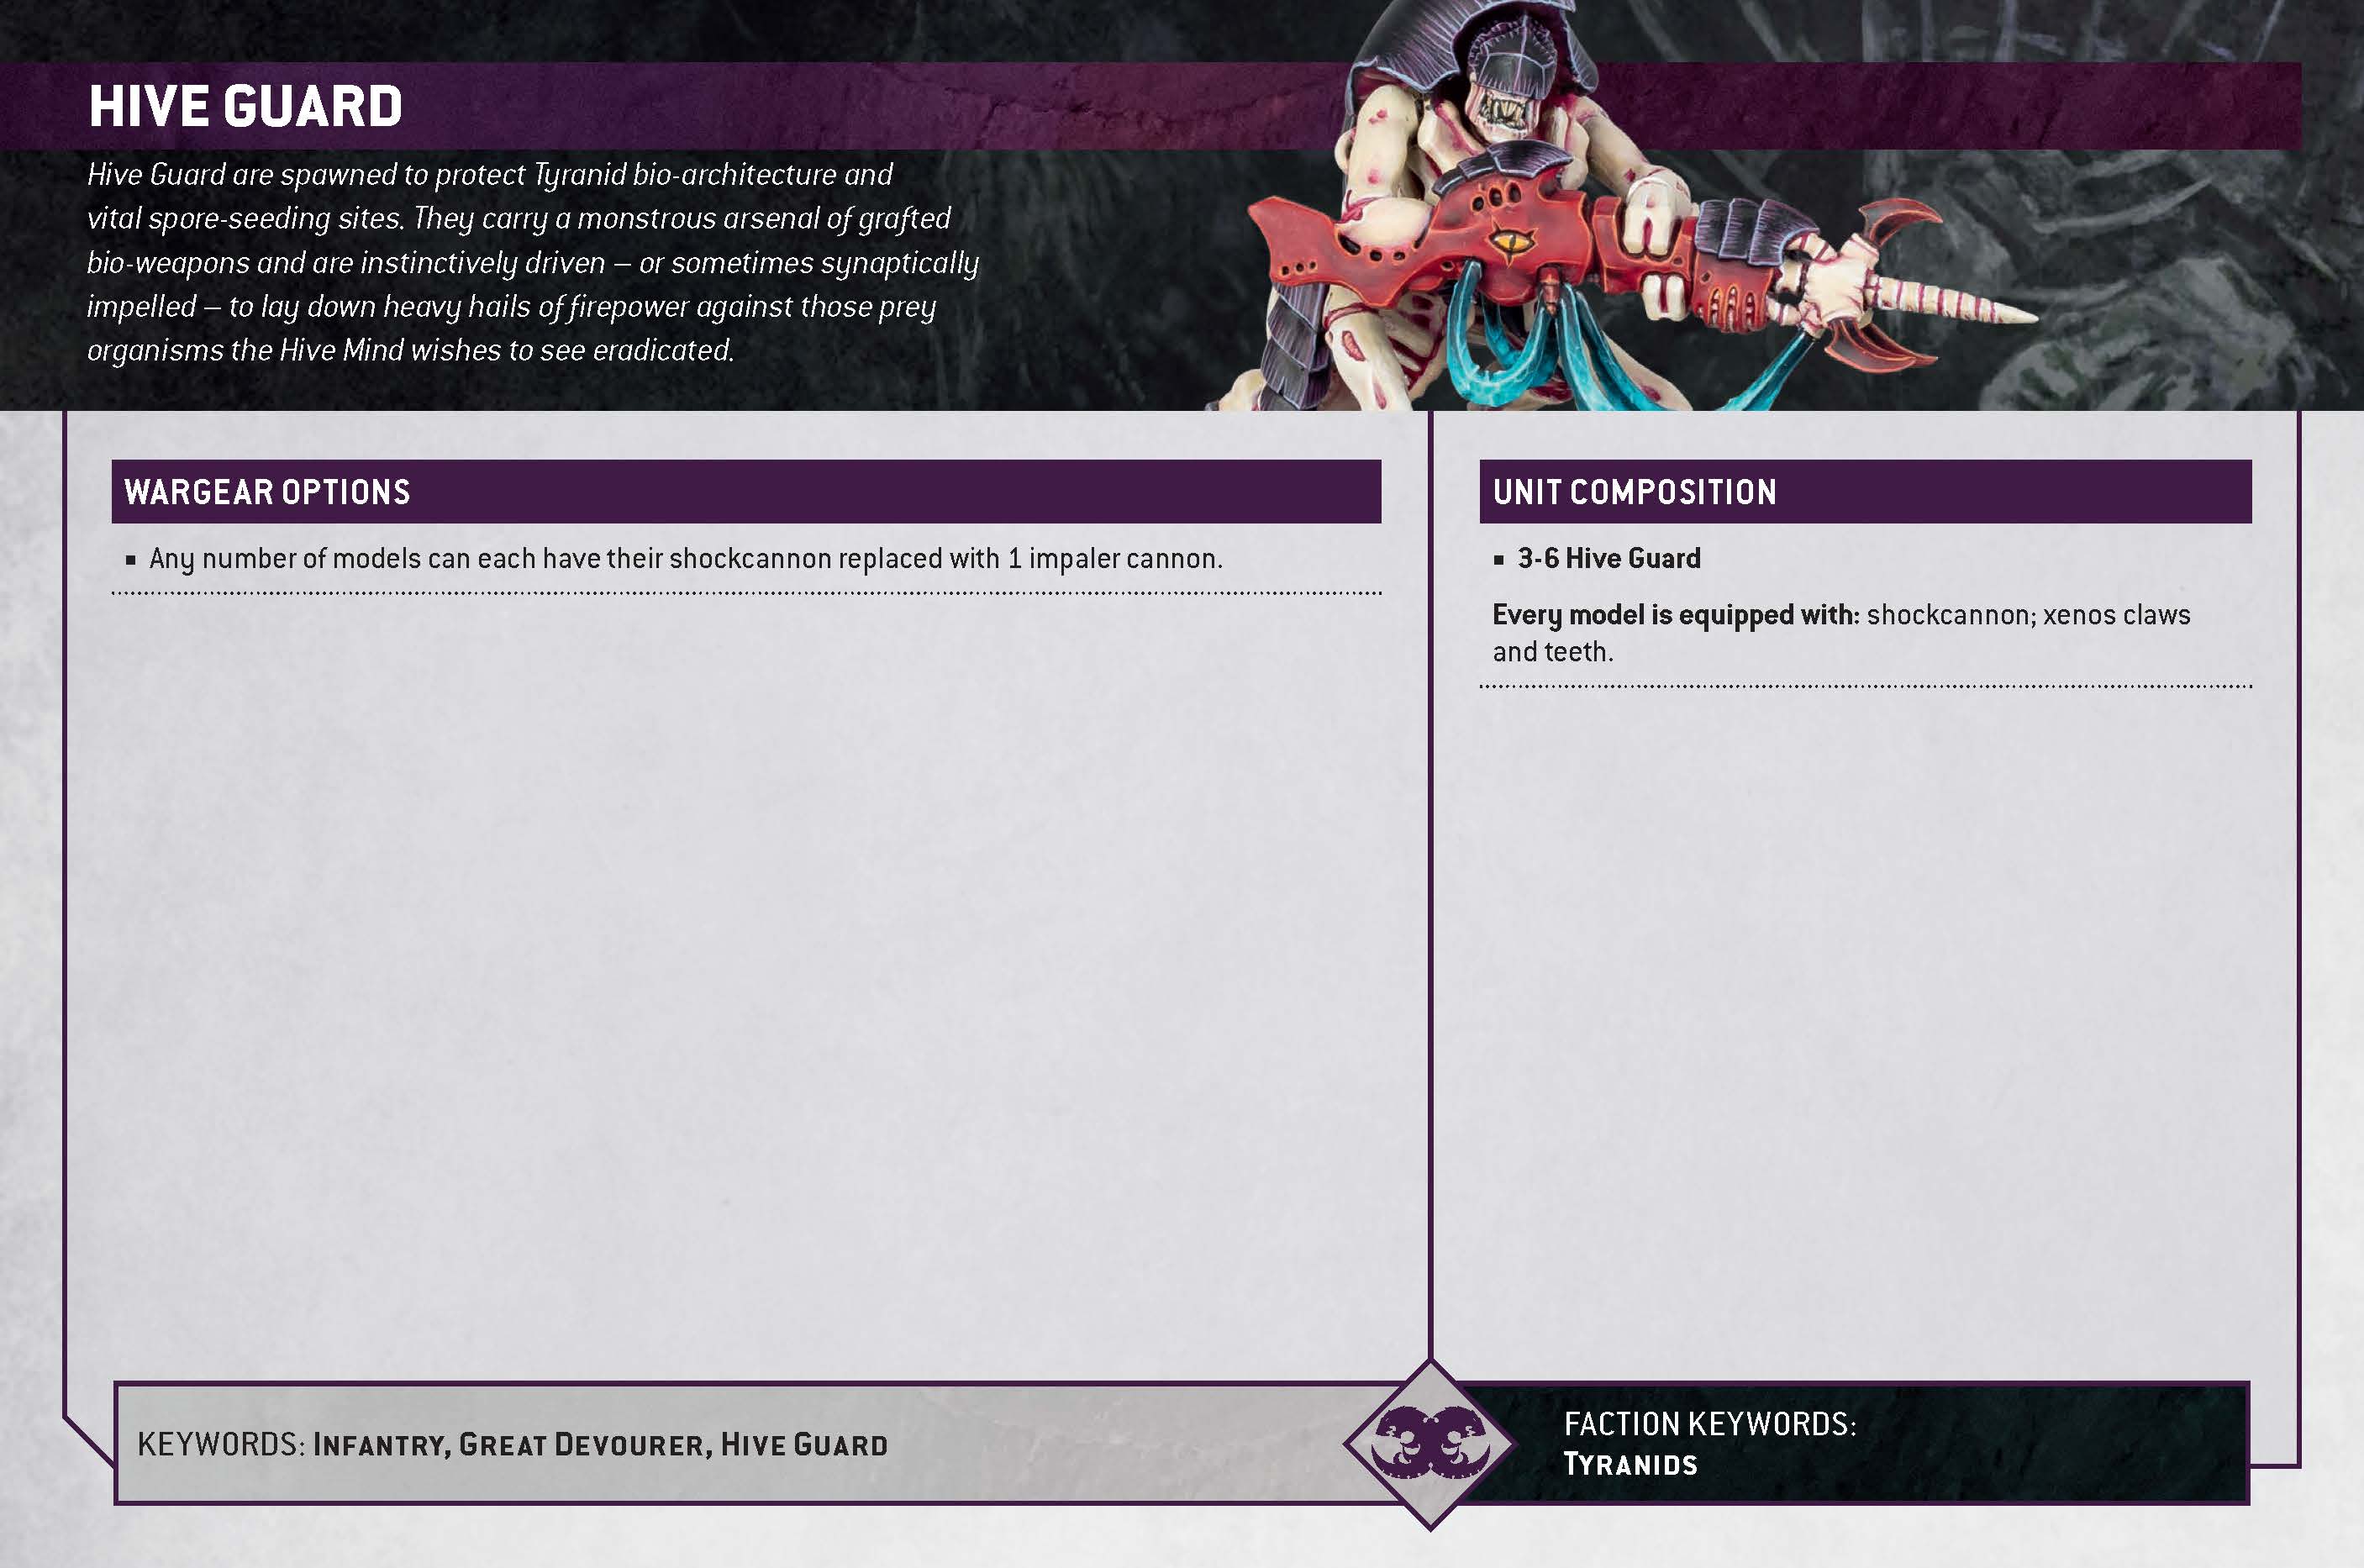 HIVE GUARD
Hive Guard are spawned to protect Tyranid bio-architecture and
vital spore-seeding sites. They carry a monstrous arsenal of grafted
bio-weapons and are instinctively driven – or sometimes synaptically
impelled – to lay down heavy hails of firepower against those prey
organisms the Hive Mind wishes to see eradicated.
WARGEAR OPTIONS
▪ Any number of models can each have their shockcannon replaced with 1 impaler cannon.
UNIT COMPOSITION
▪ 3-6 Hive Guard
Every model is equipped with: shockcannon; xenos claws
and teeth.
KEYWORDS: INFANTRY, GREAT DEVOURER, HIVE GUARD
FACTION KEYWORDS:
TYRANIDS